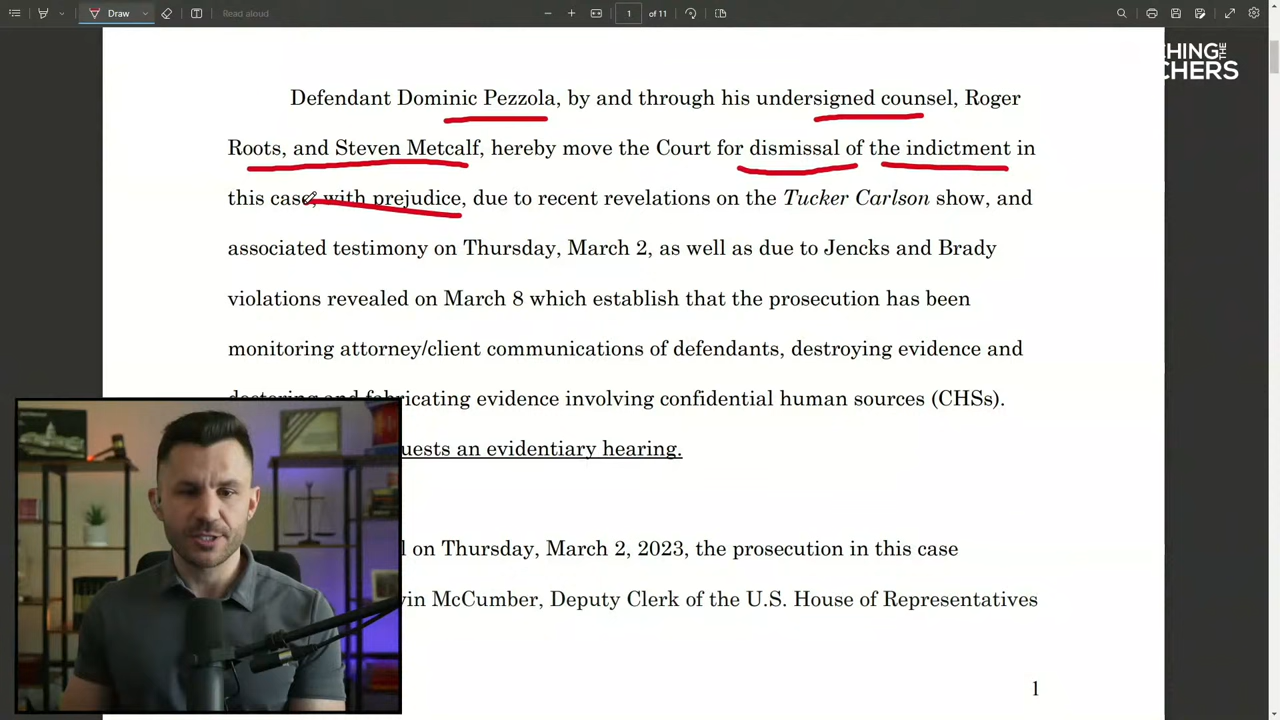 Draw
Read aloud
1 of 11
CHING THE
CHERS
Defendant Dominic Pezzola, by and through his undersigned counsel, Roger
Roots, and Steven Metcalf, hereby move the Court for dismissal of the indictment in
this case, with prejudice, due to recent revelations on the Tucker Carlson show, and
associated testimony on Thursday, March 2, as well as due to Jencks and Brady
violations revealed on March 8 which establish that the prosecution has been
monitoring attorney/client communications of defendants, destroying evidence and
doctoring and fabricating evidence involving confidential human sources (CHSs).
uests an evidentiary hearing.
l on Thursday, March 2, 2023, the prosecution in this case
vin McCumber, Deputy Clerk of the U.S. House of Representatives
1